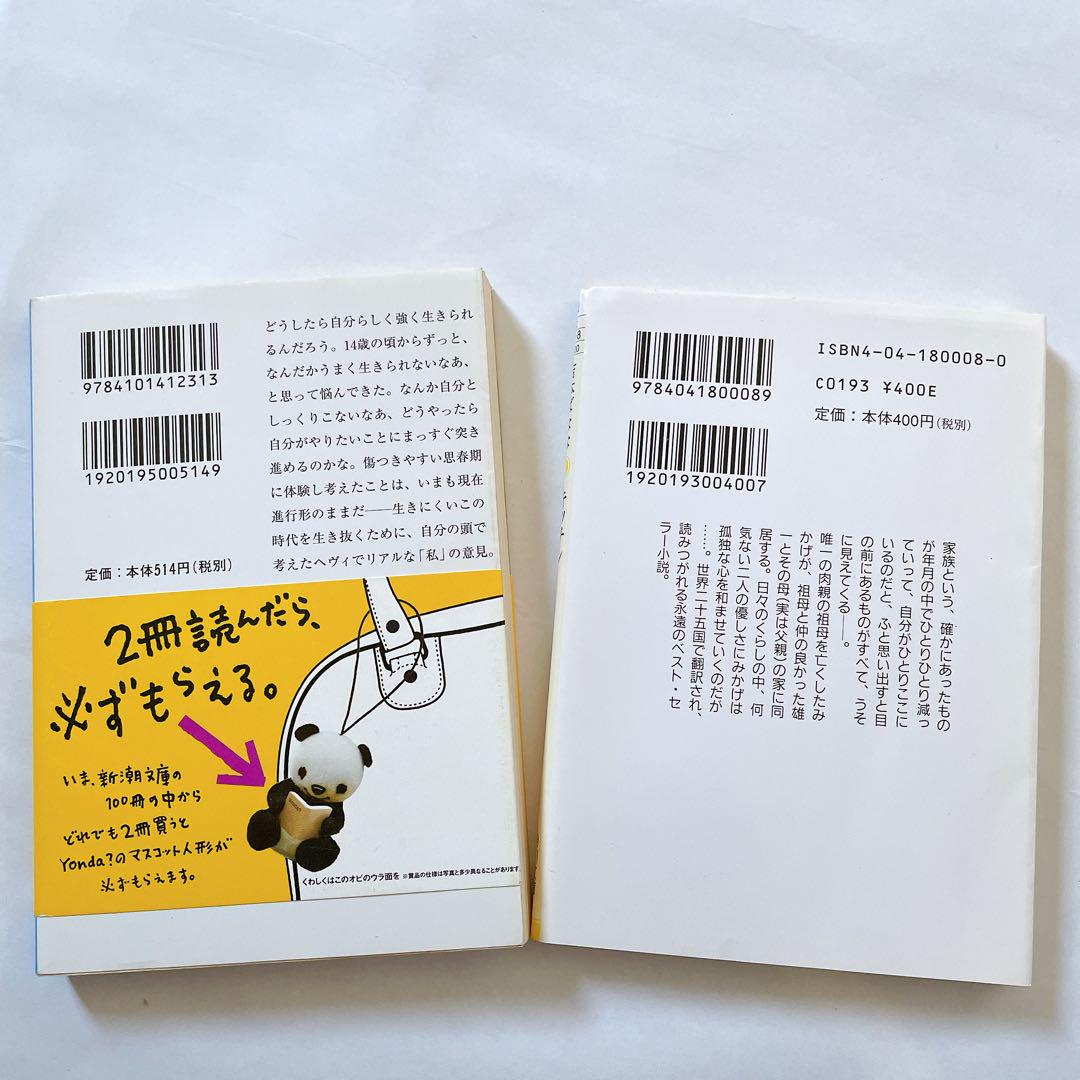 9784101412313
1920195005149
どうしたら自分らしく強く生きられ
るんだろう。14歳の頃からずっと、
なんだかうまく生きられないなあ、
と思って悩んできた。なんか自分と
しっくりこないなあ、どうやったら
自分がやりたいことにまっすぐ突き
進めるのかな。傷つきやすい思春期
に体験し考えたことは、いまも現在
進行形のままだ――生きにくいこの
時代を生き抜くために、自分の頭で
考えたヘヴィでリアルな「私」の意見。
定価：本体514円(税別)
2冊読んだら、
必ずもらえる。
いま、新潮文庫の
100冊の中から
どれでも2冊買うと
Yonda?のマスコット人形が
必ずもらえます。
くわしくはこのオビのウラ面を ※賞品の仕様は写真と多少異なることがあります。
9784041800089
1920193004007
ISBN4-04-180008-0
C0193 ¥400E
定価：本体400円(税別)
家族という、確かにあったもの
が年月の中でひとりひとり減っ
ていって、自分がひとりここに
いるのだと、ふと思い出すと目
の前にあるものがすべて、うそ
に見えてくる――。
唯一の肉親の祖母を亡くしたみ
かげが、祖母と仲の良かった雄
一とその母(実は父親)の家に同
居する。日々のくらしの中、何
気ない二人の優しさにみかげは
孤独な心を和ませていくのだが
……。世界二十五国で翻訳され、
読みつがれる永遠のベスト・セ
ラー小説。